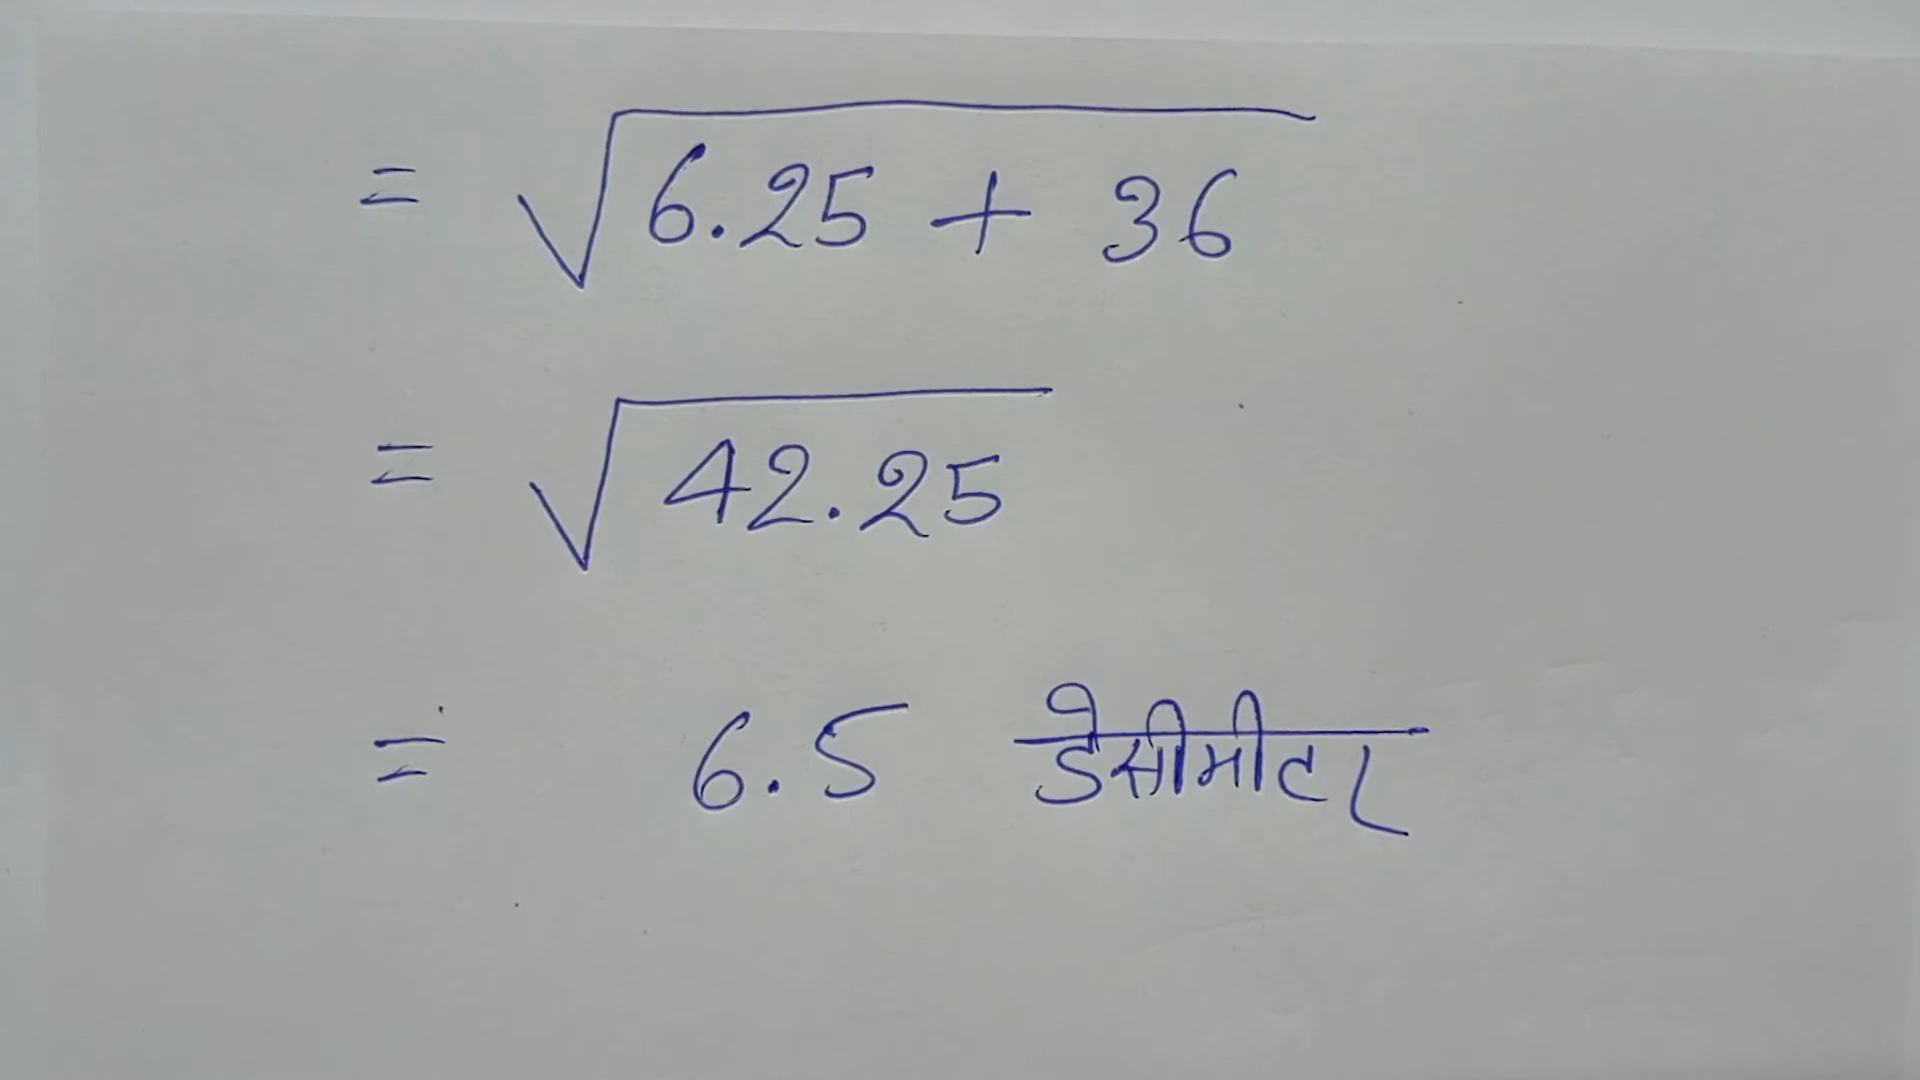 = √6.25 + 36
= √42.25
= 6.5 डेसीमीटर